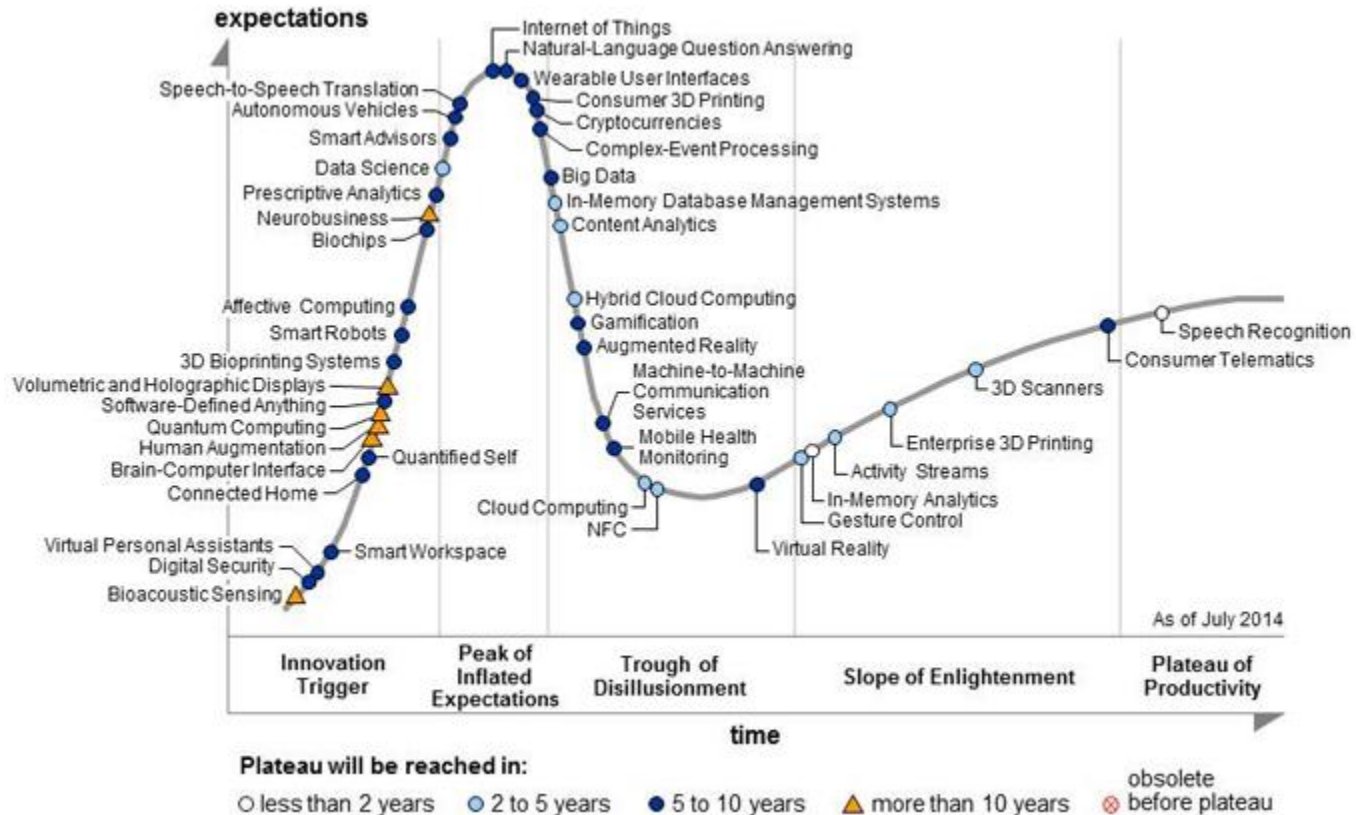 expectations
Internet of Things
Natural-Language Question Answering
Wearable User Interfaces
Speech-to-Speech Translation
Consumer 3D Printing
Autonomous Vehicles
Cryptocurrencies
Smart Advisors
Complex-Event Processing
Data Science
Big Data
Prescriptive Analytics
In-Memory Database Management Systems
Neurobusiness
Content Analytics
Biochips
Affective Computing
Hybrid Cloud Computing
Smart Robots
Gamification
Speech Recognition
3D Bioprinting Systems
Augmented Reality
Consumer Telematics
Volumetric and Holographic Displays
Machine-to-Machine
Communication
Services
3D Scanners
Software-Defined Anything
Quantum Computing
Human Augmentation
Mobile Health
Monitoring
Enterprise 3D Printing
Brain-Computer Interface
Quantified Self
Activity Streams
Connected Home
Cloud Computing
In-Memory Analytics
NFC
Gesture Control
Virtual Personal Assistants
Smart Workspace
Virtual Reality
Digital Security
Bioacoustic Sensing
As of July 2014
Innovation
Trigger
Peak of
Inflated
Expectations
Trough of
Disillusionment
Slope of Enlightenment
Plateau of
Productivity
time
Plateau will be reached in:
less than 2 years
2 to 5 years
5 to 10 years
more than 10 years
obsolete
before plateau